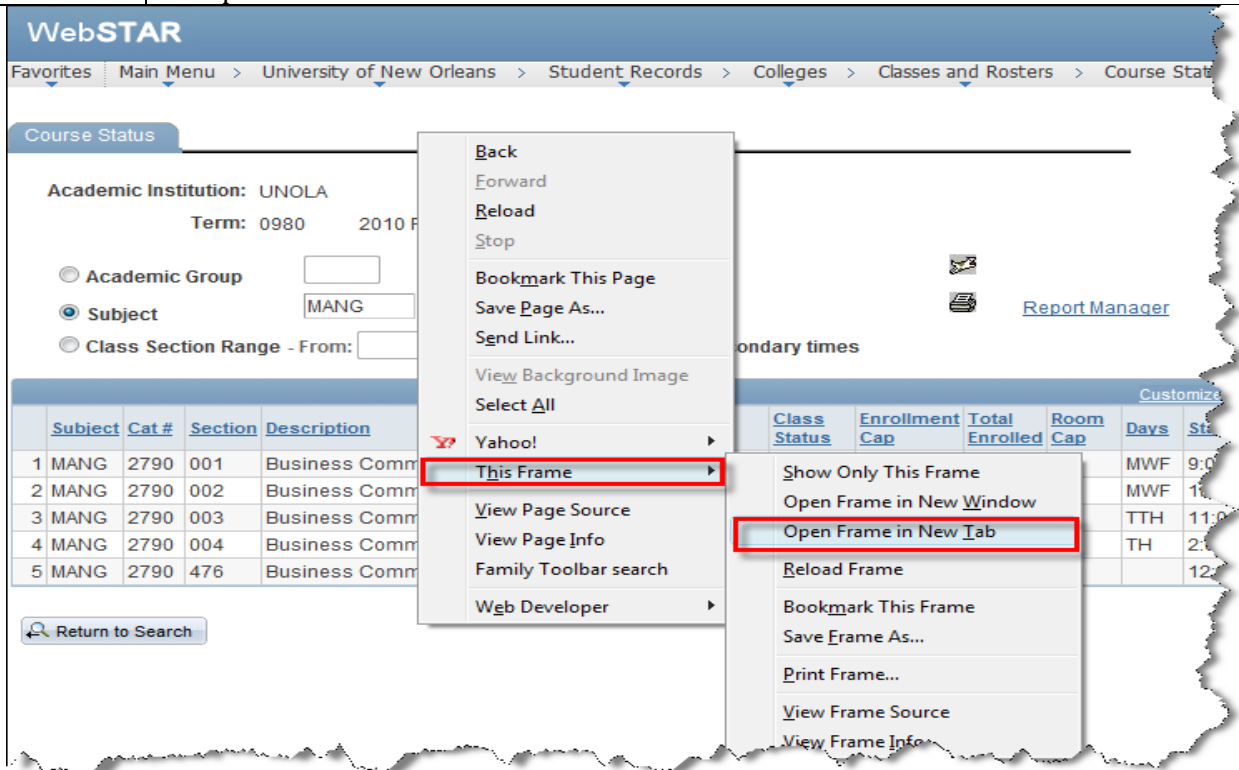 WebSTAR
Favorites Main Menu > University of New Orleans > Student Records > Colleges > Classes and Rosters > Course
Course Status
Academic Institution: UNOLA
Term: 0980 2010
Academic Group
Subject MANG
Report Manager
Class Section Range - From: times
Customize
Subject Cat # Section Description Class Status Enrollment Cap Total Enrolled Room Cap Days
1 MANG 2790 001 Business MWF
2 MANG 2790 002 Business MWF
3 MANG 2790 003 Business TTH
4 MANG 2790 004 Business TH
5 MANG 2790 476 Business
Return to Search
Back
Forward
Reload
Stop
Bookmark This Page
Save Page As...
Send Link...
View Background Image
Select All
Yahoo!
This Frame
View Page Source
View Page Info
Family Toolbar search
Web Developer
Show Only This Frame
Open Frame in New Window
Open Frame in New Tab
Reload Frame
Bookmark This Frame
Save Frame As...
Print Frame...
View Frame Source
View Frame Info